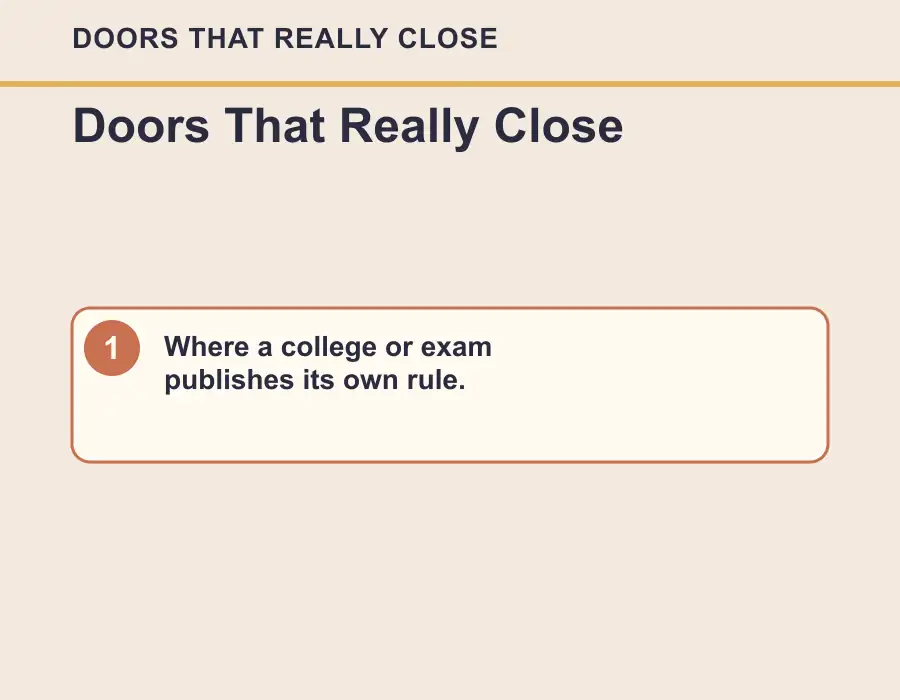 DOORS THAT REALLY CLOSE
Doors That Really Close
1
Where a college or exam
publishes its own rule.